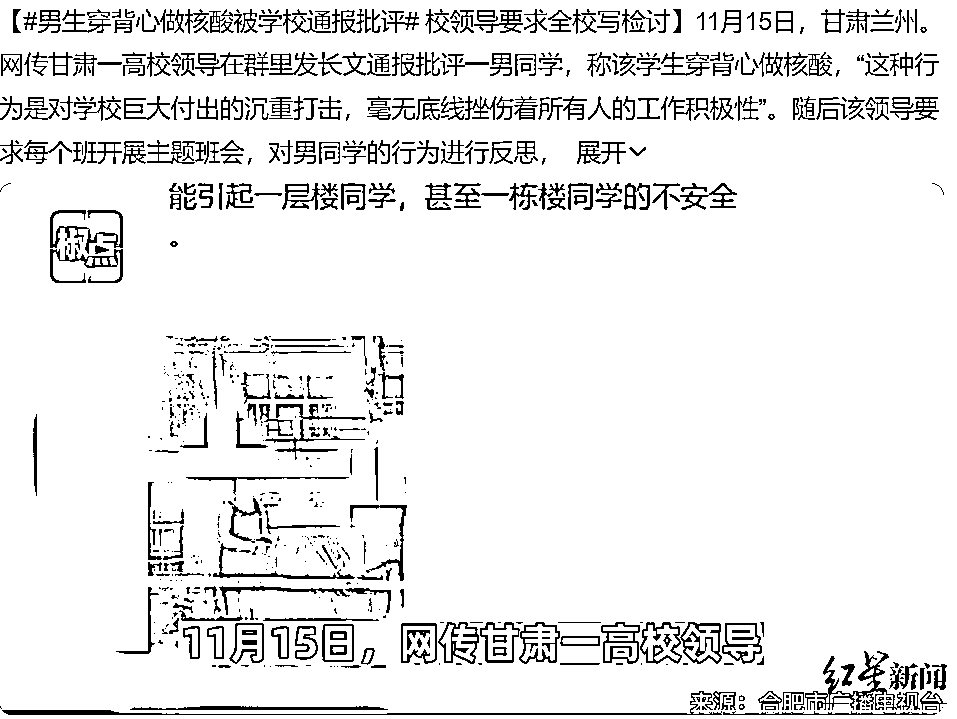 【#男生穿背心做核酸被学校通报批评# 校领导要求全校写检讨】11月15日，甘肃兰州。
网传甘肃一高校领导在群里发长文通报批评一男同学，称该学生穿背心做核酸，“这种行
为是对学校巨大付出的沉重打击，毫无底线挫伤着所有人的工作积极性”。随后该领导要
求每个班开展主题班会，对男同学的行为进行反思， 展开
能引起一层楼同学，甚至一栋楼同学的不安全
。
椒点
11月15日，网传甘肃一高校领导
红星新闻
来源：合肥市广播电视台